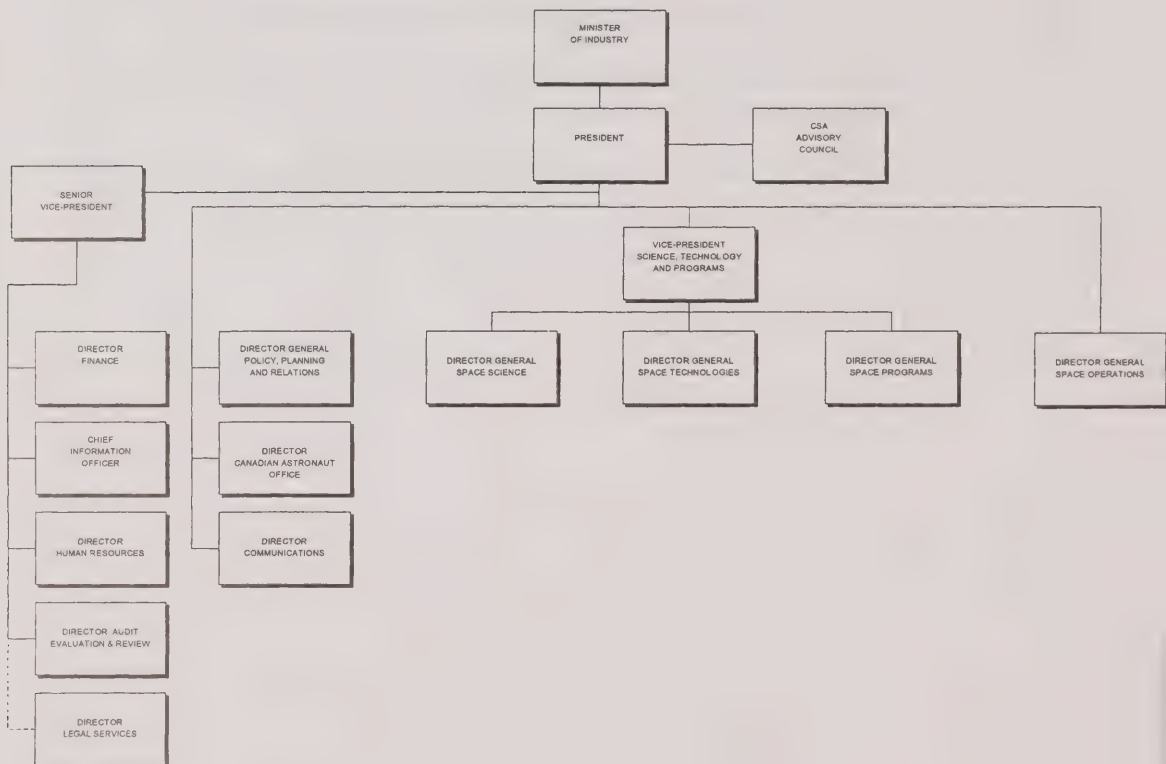 MINISTER
OF INDUSTRY
PRESIDENT
CSA
ADVISORY
COUNCIL
SENIOR
VICE-PRESIDENT
VICE-PRESIDENT
SCIENCE, TECHNOLOGY
AND PROGRAMS
DIRECTOR
FINANCE
DIRECTOR GENERAL
POLICY, PLANNING
AND RELATIONS
DIRECTOR GENERAL
SPACE SCIENCE
DIRECTOR GENERAL
SPACE TECHNOLOGIES
DIRECTOR GENERAL
SPACE PROGRAMS
DIRECTOR GENERAL
SPACE OPERATIONS
CHIEF
INFORMATION
OFFICER
DIRECTOR
CANADIAN ASTRONAUT
OFFICE
DIRECTOR
HUMAN RESOURCES
DIRECTOR
COMMUNICATIONS
DIRECTOR AUDIT
EVALUATION & REVIEW
DIRECTOR
LEGAL SERVICES